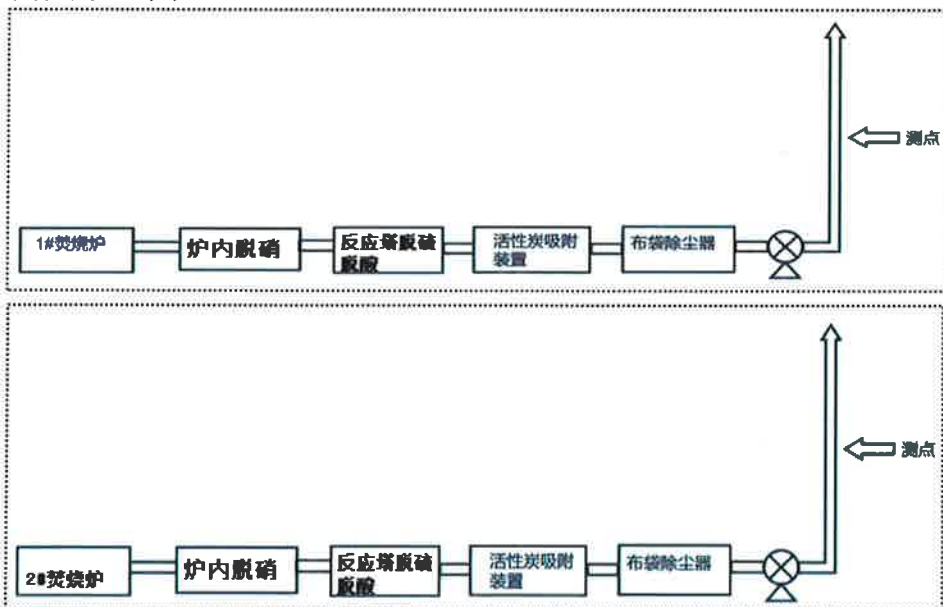 测点
1#焚烧炉
炉内脱硝
反应塔脱硫
脱酸
活性炭吸附
装置
布袋除尘器
测点
2#焚烧炉
炉内脱硝
反应塔脱硫
脱酸
活性炭吸附
装置
布袋除尘器